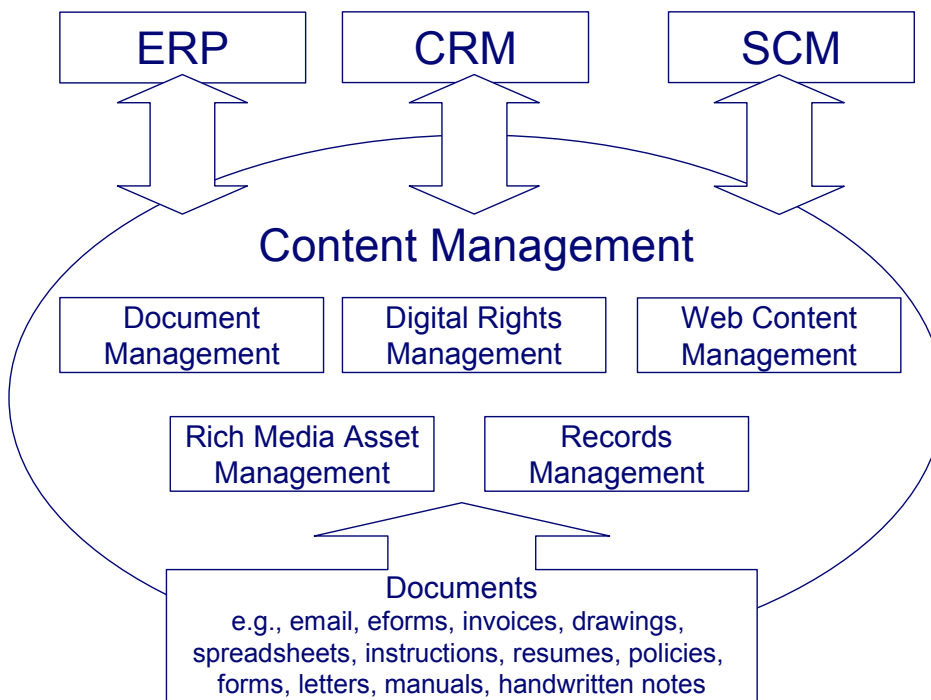 ERP
CRM
SCM
Content Management
Document
Management
Digital Rights
Management
Web Content
Management
Rich Media Asset
Management
Records
Management
Documents
e.g., email, eforms, invoices, drawings,
spreadsheets, instructions, resumes, policies,
forms, letters, manuals, handwritten notes